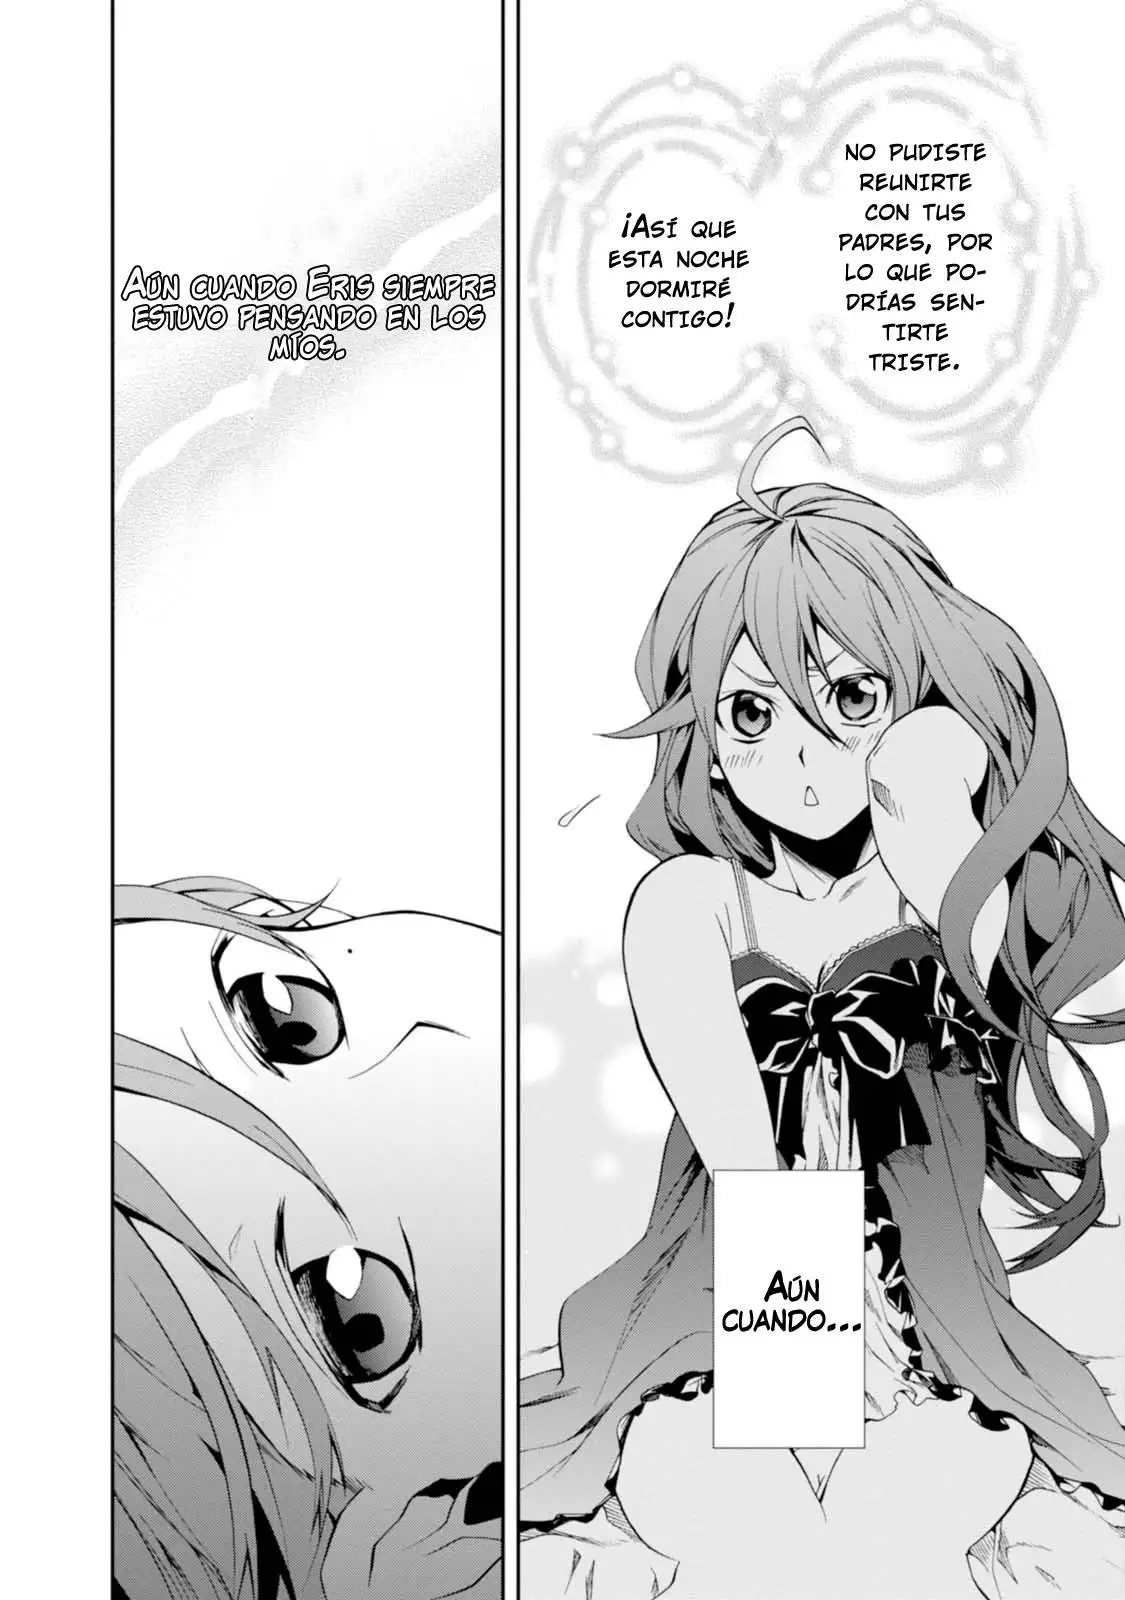 NO PUDISTE
REUNIRTE
CON TUS
PADRES, POR
LO QUE PO-
DRÍAS SEN-
TIRTE
TRISTE.
¡ASÍ QUE
ESTA NOCHE
DORMIRÉ
CONTIGO!
AÚN
CUANDO...
AÚN CUANDO ERIS SIEMPRE
ESTUVO PENSANDO EN LOS
MÍOS.